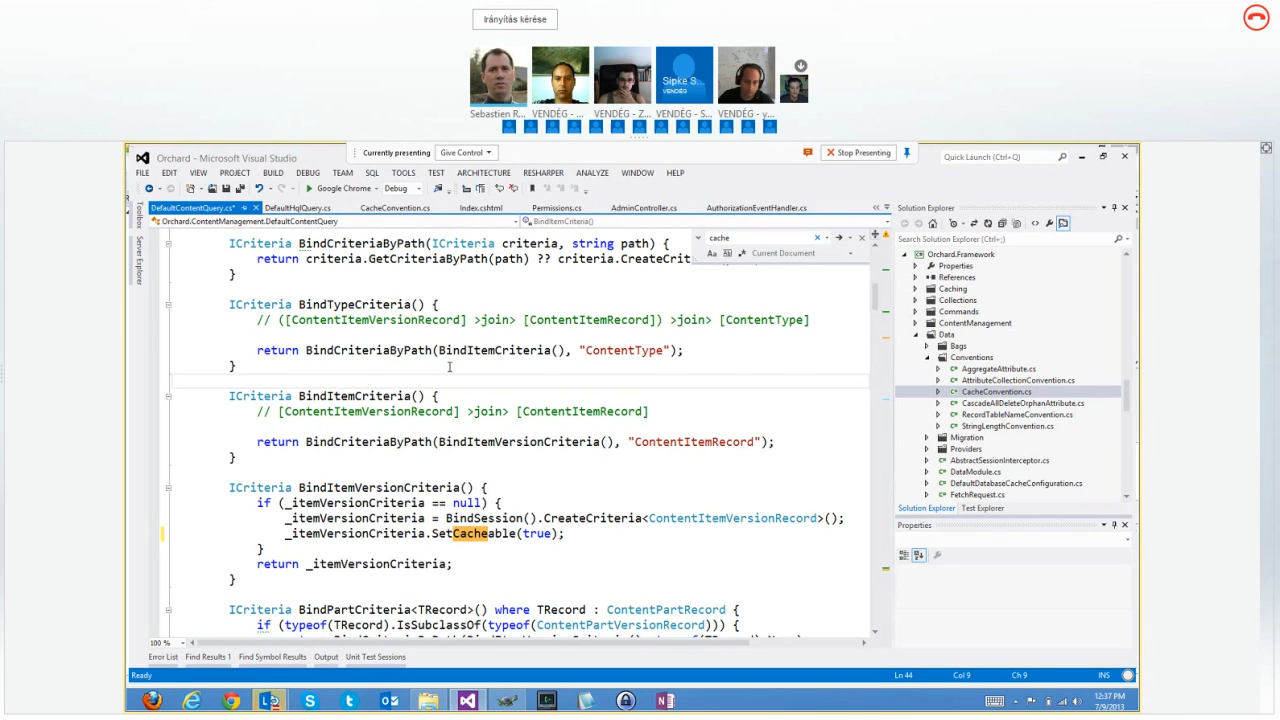 Irányítás kérése
Sipke S...
VENDÉG
Sebastien R...
VENDÉG - ...
VENDÉG - Z...
VENDÉG - S...
VENDÉG - y...
Currently presenting
Give Control
Stop Presenting
Orchard - Microsoft Visual Studio
Quick Launch (Ctrl+Q)
FILE EDIT VIEW PROJECT BUILD DEBUG TEAM SQL TOOLS TEST ARCHITECTURE RESHARPER ANALYZE WINDOW HELP
Google Chrome
Debug
DefaultContentQuery.cs* DefaultHqlQuery.cs CacheConvention.cs Index.cshtml Permissions.cs AdminController.cs AuthorizationEventHandler.cs
Orchard.ContentManagement.DefaultContentQuery
BindItemCriteria()
Toolbox
Server Explorer
cache
Current Document
ICriteria BindCriteriaByPath(ICriteria criteria, string path) {
return criteria.GetCriteriaByPath(path) ?? criteria.CreateCrit
}
ICriteria BindTypeCriteria() {
// ([ContentItemVersionRecord] >join> [ContentItemRecord]) >join> [ContentType]
return BindCriteriaByPath(BindItemCriteria(), "ContentType");
}
ICriteria BindItemCriteria() {
// [ContentItemVersionRecord] >join> [ContentItemRecord]
return BindCriteriaByPath(BindItemVersionCriteria(), "ContentItemRecord");
}
ICriteria BindItemVersionCriteria() {
if (_itemVersionCriteria == null) {
_itemVersionCriteria = BindSession().CreateCriteria<ContentItemVersionRecord>();
_itemVersionCriteria.SetCacheable(true);
}
return _itemVersionCriteria;
}
ICriteria BindPartCriteria<TRecord>() where TRecord : ContentPartRecord {
if (typeof(TRecord).IsSubclassOf(typeof(ContentPartVersionRecord))) {
100 %
Solution Explorer
Search Solution Explorer (Ctrl+;)
Orchard.Framework
Properties
References
Caching
Collections
Commands
ContentManagement
Data
Bags
Conventions
AggregateAttribute.cs
AttributeCollectionConvention.cs
CacheConvention.cs
CascadeAllDeleteOrphanAttribute.cs
RecordTableNameConvention.cs
StringLengthConvention.cs
Migration
Providers
AbstractSessionInterceptor.cs
DataModule.cs
DefaultDatabaseCacheConfiguration.cs
FetchRequest.cs
Solution Explorer Test Explorer
Properties
Error List Find Results 1 Find Symbol Results Output Unit Test Sessions
Ready
Ln 44
Col 9
Ch 9
INS
12:37 PM
7/9/2013